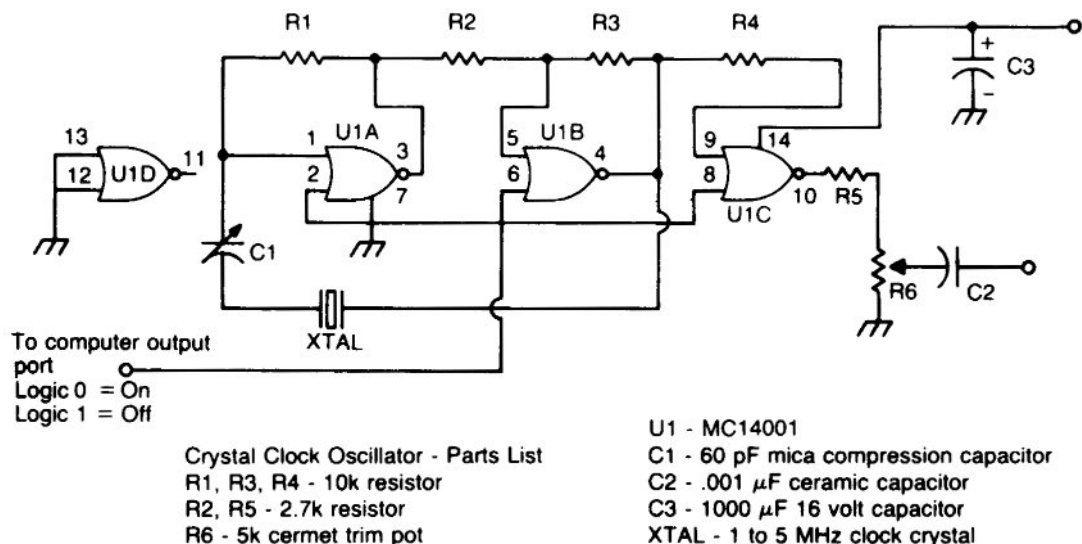 R1 R2 R3 R4
+
C3
-
13 11
12 U1D
1 U1A 3
2 7
5 U1B 4
6
9 14
8 10 R5
U1C
C1
XTAL
R6 C2
To computer output
port
Logic 0 = On
Logic 1 = Off
Crystal Clock Oscillator - Parts List
R1, R3, R4 - 10k resistor
R2, R5 - 2.7k resistor
R6 - 5k cermet trim pot
U1 - MC14001
C1 - 60 pF mica compression capacitor
C2 - .001 μF ceramic capacitor
C3 - 1000 μF 16 volt capacitor
XTAL - 1 to 5 MHz clock crystal